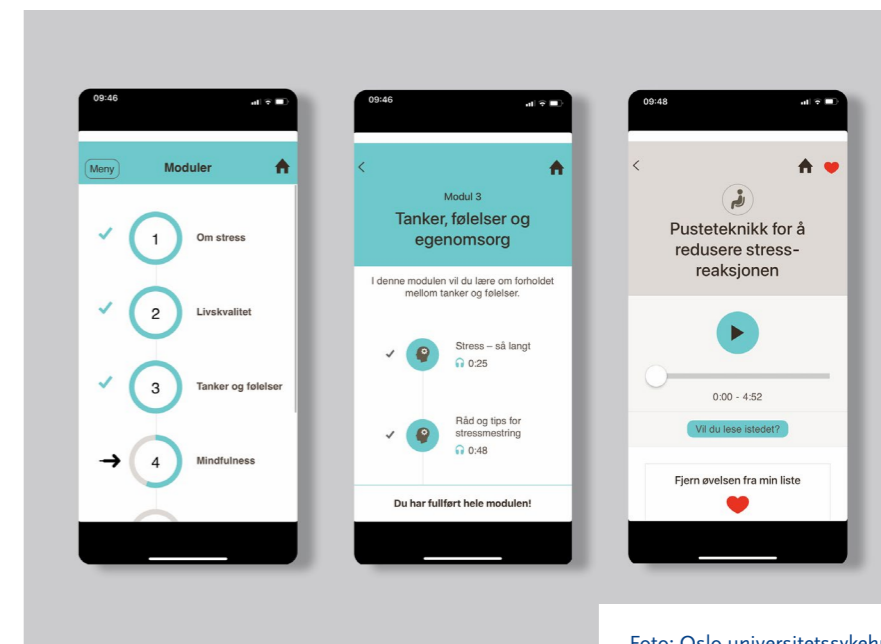 09:46
Meny
Moduler
1
Om stress
2
Livskvalitet
3
Tanker og følelser
4
Mindfulness
09:46
Modul 3
Tanker, følelser og
egenomsorg
I denne modulen vil du lære om forholdet
mellom tanker og følelser.
Stress – så langt
0:25
Råd og tips for
stressmestring
0:48
Du har fullført hele modulen!
09:48
Pusteteknikk for å
redusere stress-
reaksjonen
0:00 - 4:52
Vil du lese istedet?
Fjern øvelsen fra min liste
Foto: Oslo